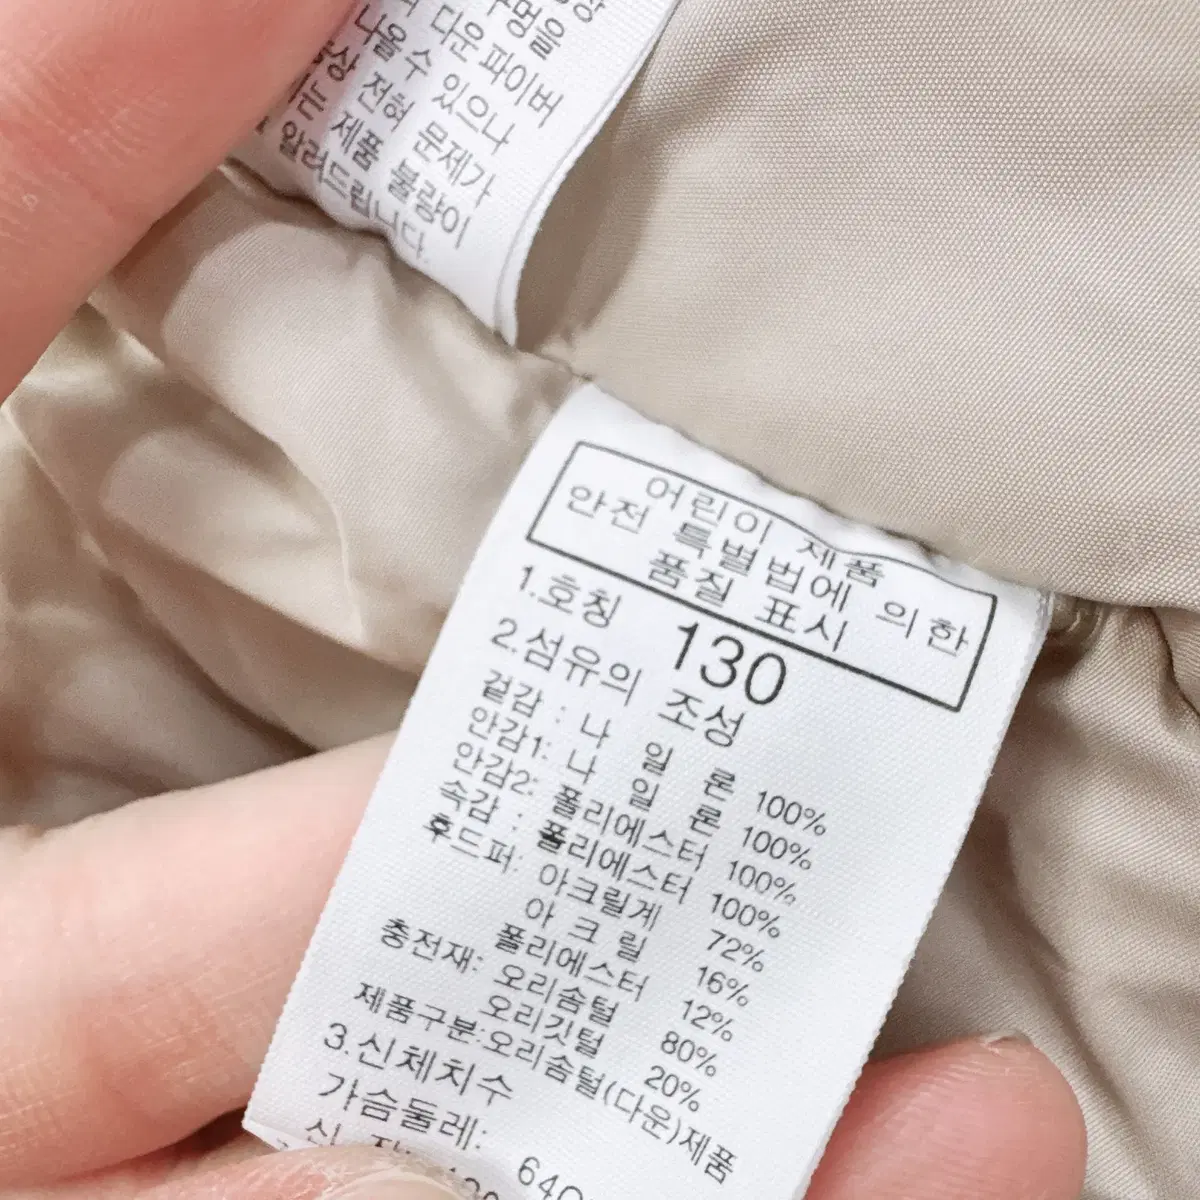 구멍을
다운 파이버
나올 수 있으나
전혀 문제가
는 제품 불량이
알려드립니다.
어린이 제품
안전 특별법에 의한
품질 표시
1.호칭 130
2.섬유의 조성
겉감 : 나 일 론 100%
안감1: 나 일 론 100%
안감2: 폴리에스터 100%
속감 : 폴리에스터 100%
후드퍼: 아크릴계 72%
아 크 릴 16%
폴리에스터 12%
충전재: 오리솜털 80%
오리깃털 20%
제품구분:오리솜털(다운)제품
3.신체치수
가슴둘레: